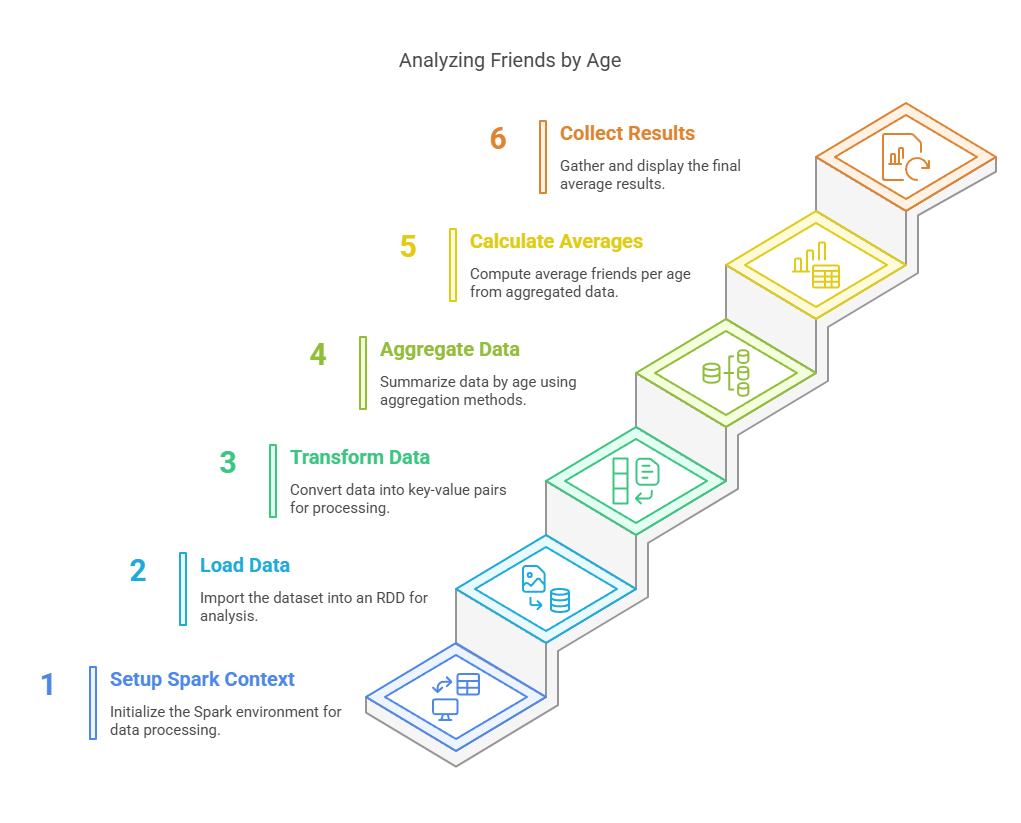 Analyzing Friends by Age
6
Collect Results
Gather and display the final
average results.
5
Calculate Averages
Compute average friends per age
from aggregated data.
4
Aggregate Data
Summarize data by age using
aggregation methods.
3
Transform Data
Convert data into key-value pairs
for processing.
2
Load Data
Import the dataset into an RDD for
analysis.
1
Setup Spark Context
Initialize the Spark environment for
data processing.